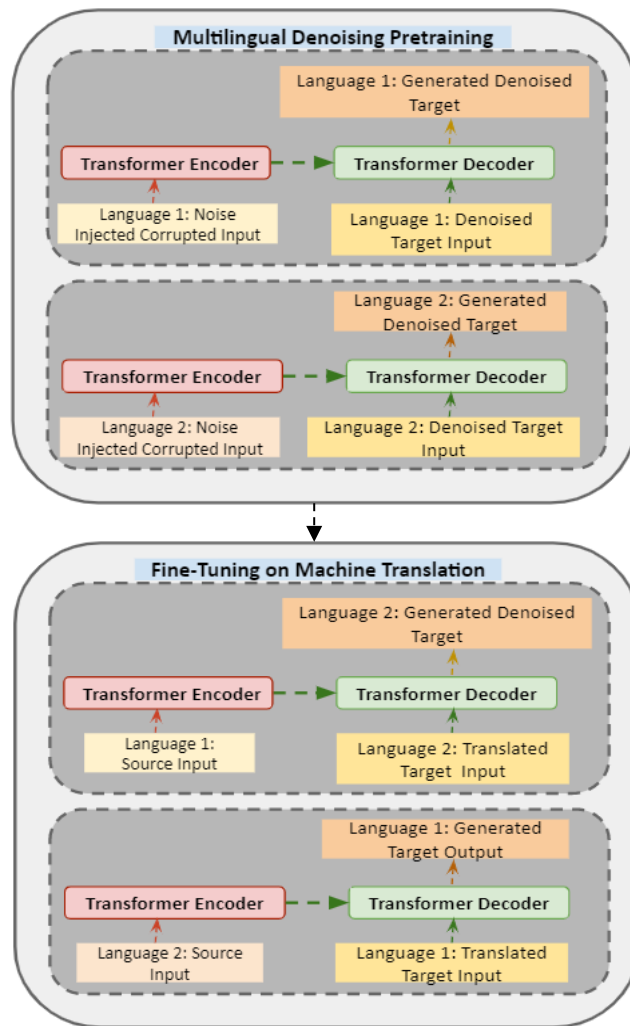 Multilingual Denoising Pretraining
Language 1: Generated Denoised
Target
Transformer Encoder
Transformer Decoder
Language 1: Noise
Injected Corrupted Input
Language 1: Denoised
Target Input
Language 2: Generated
Denoised Target
Transformer Encoder
Transformer Decoder
Language 2: Noise
Injected Corrupted Input
Language 2: Denoised Target
Input
Fine-Tuning on Machine Translation
Language 2: Generated Denoised
Target
Transformer Encoder
Transformer Decoder
Language 1:
Source Input
Language 2: Translated
Target Input
Language 1: Generated
Target Output
Transformer Encoder
Transformer Decoder
Language 2: Source
Input
Language 1: Translated
Target Input